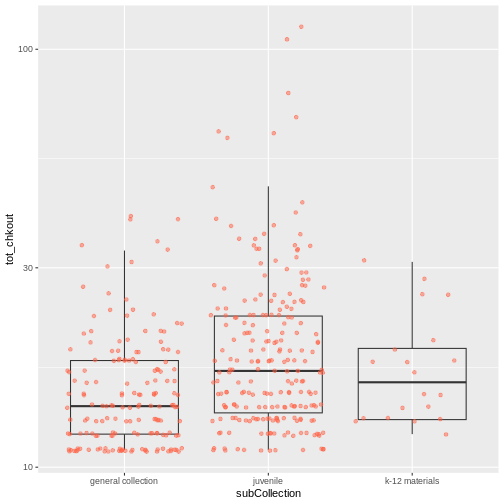 tot_chkout
100
30
10
general collection juvenile k-12 materials
subCollection